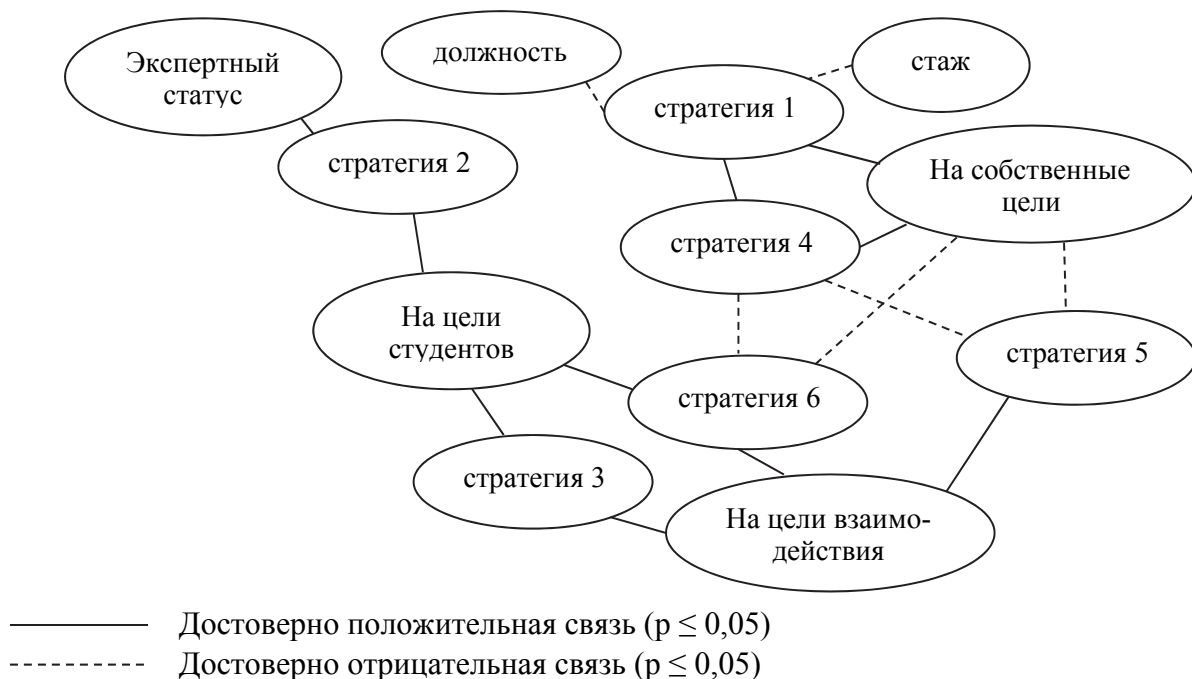 Экспертный
статус
должность
стаж
стратегия 1
стратегия 2
На собственные
цели
стратегия 4
На цели
студентов
стратегия 5
стратегия 6
стратегия 3
На цели взаимо-
действия
Достоверно положительная связь (p ≤ 0,05)
Достоверно отрицательная связь (p ≤ 0,05)